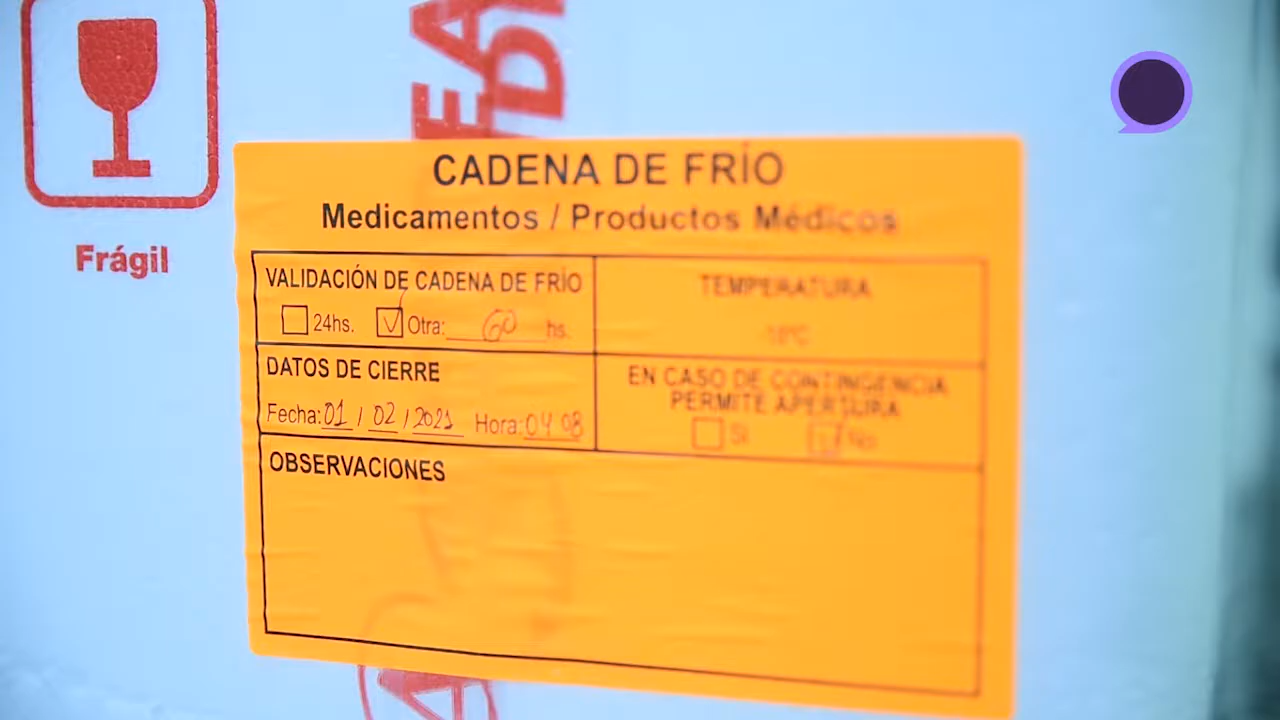 Frágil
CADENA DE FRÍO
Medicamentos / Productos Médicos
VALIDACIÓN DE CADENA DE FRÍO
24hs. Otra: 60 hs.
TEMPERATURA
DATOS DE CIERRE
Fecha: 01 / 02 / 2021 Hora: 04 08
EN CASO DE CONTINGENCIA
PERMITE APERTURA
SI No
OBSERVACIONES